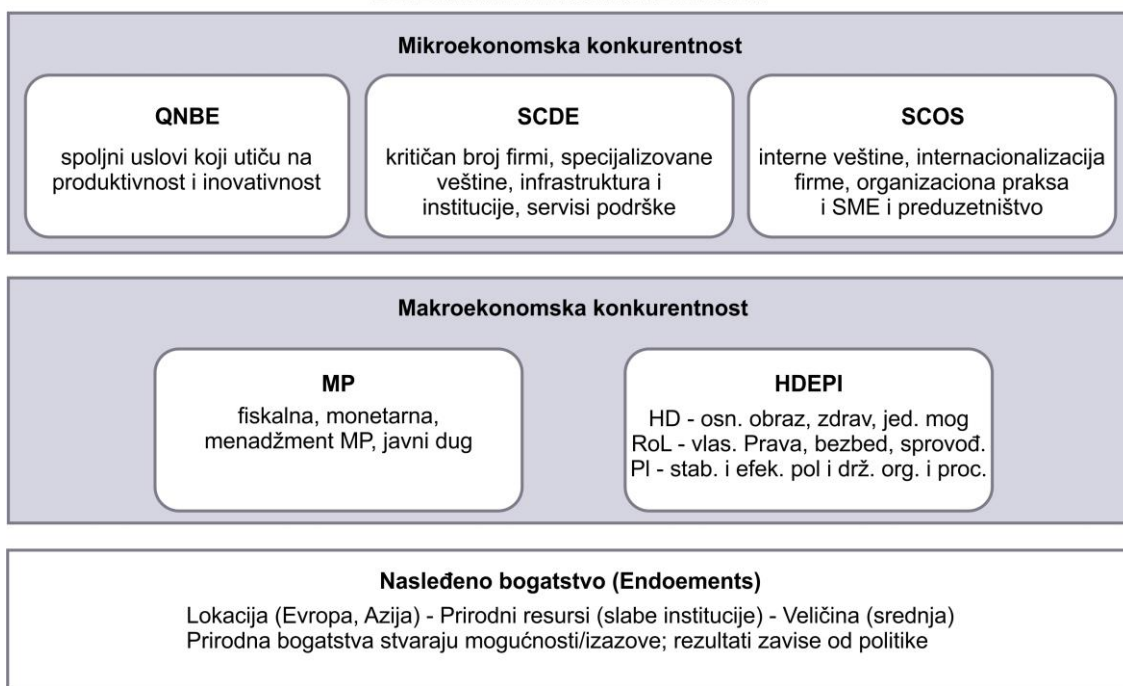 Mikroekonomska konkurentnost
QNBE
spoljni uslovi koji utiču na
produktivnost i inovativnost
SCDE
kritičan broj firmi, specijalizovane
veštine, infrastruktura i
institucije, servisi podrške
SCOS
interne veštine, internacionalizacija
firme, organizaciona praksa
i SME i preduzetništvo
Makroekonomska konkurentnost
MP
fiskalna, monetarna,
menadžment MP, javni dug
HDEPI
HD - osn. obraz, zdrav, jed. mog
RoL - vlas. Prava, bezbed, sprovođ.
PI - stab. i efek. pol i drž. org. i proc.
Nasleđeno bogatstvo (Endoements)
Lokacija (Evropa, Azija) - Prirodni resursi (slabe institucije) - Veličina (srednja)
Prirodna bogatstva stvaraju mogućnosti/izazove; rezultati zavise od politike